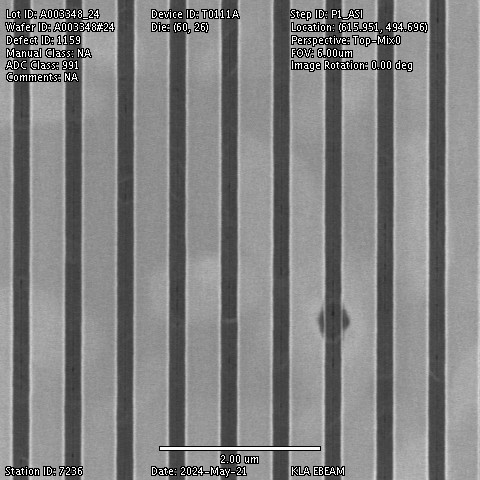 Lot ID: A003348_24
Wafer ID: A003348#24
Defect ID: 1159
Manual Class: NA
ADC Class: 991
Comments: NA
Device ID: T0111A
Die: (60, 26)
Step ID: P1_ASI
Location: (615.951, 494.696)
Perspective: Top-Mix0
FOV: 6.00um
Image Rotation: 0.00 deg
2.00 um
Station ID: 7236
Date: 2024-May-21
KLA EBEAM